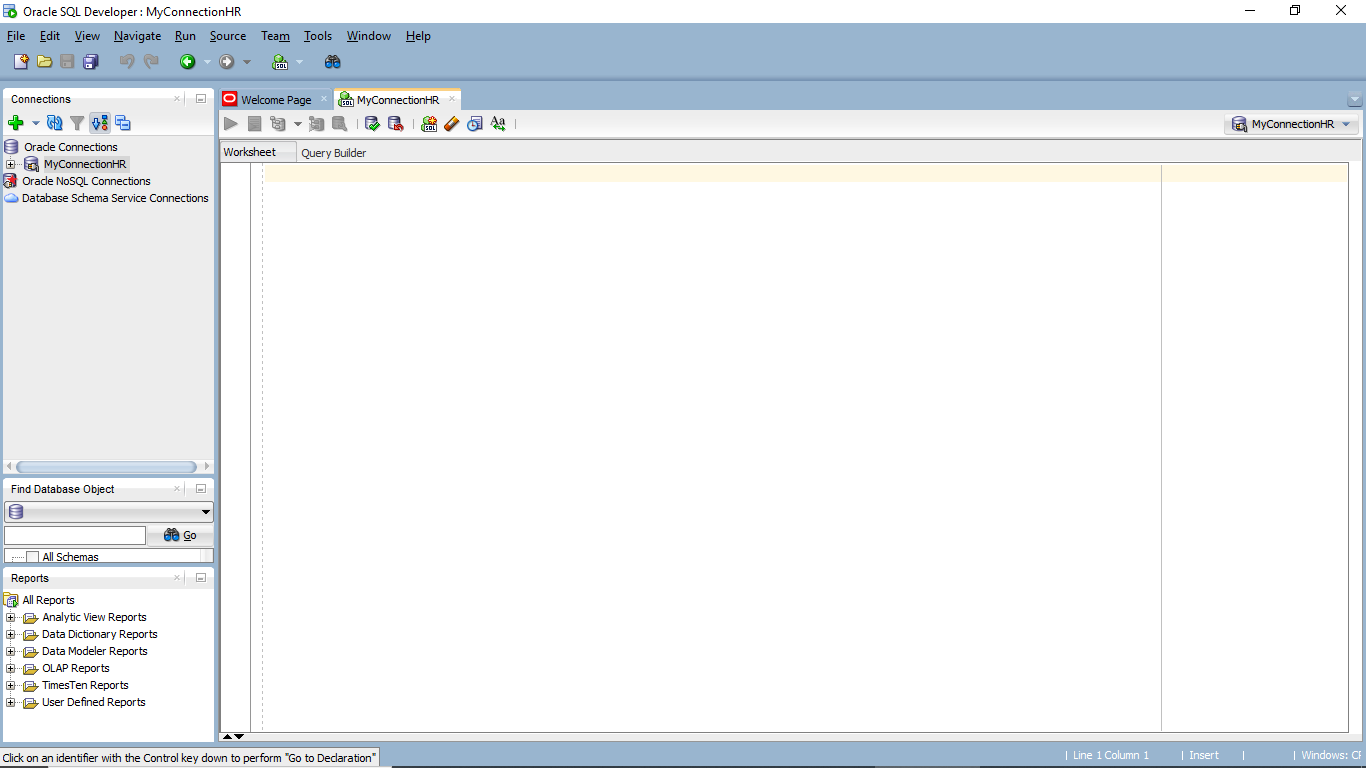 Oracle SQL Developer : MyConnectionHR
File Edit View Navigate Run Source Team Tools Window Help
Connections
Oracle Connections
MyConnectionHR
Oracle NoSQL Connections
Database Schema Service Connections
Find Database Object
Go
All Schemas
Reports
All Reports
Analytic View Reports
Data Dictionary Reports
Data Modeler Reports
OLAP Reports
TimesTen Reports
User Defined Reports
Welcome Page
MyConnectionHR
SQL
Aa
MyConnectionHR
Worksheet
Query Builder
Click on an identifier with the Control key down to perform "Go to Declaration"
Line 1 Column 1
Insert
Windows: CF